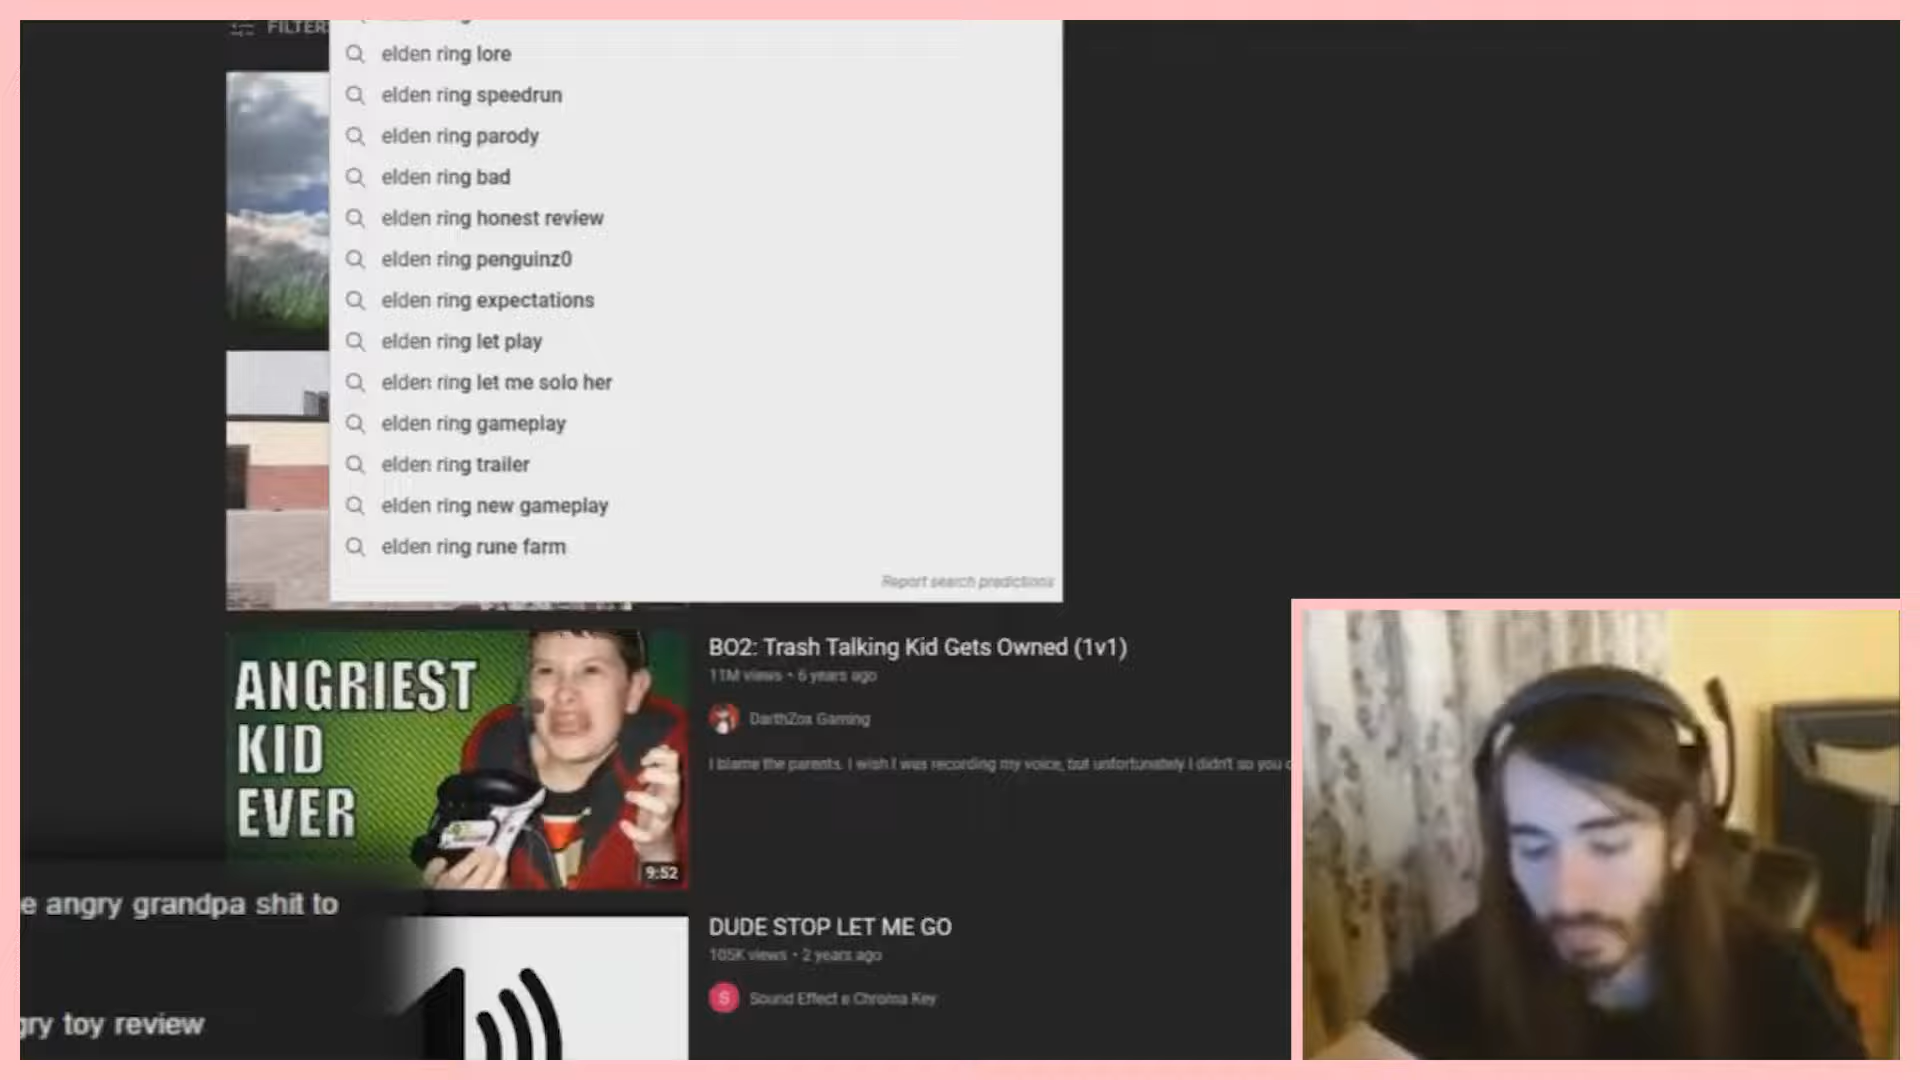 FILTERS
elden ring lore
elden ring speedrun
elden ring parody
elden ring bad
elden ring honest review
elden ring penguinz0
elden ring expectations
elden ring let play
elden ring let me solo her
elden ring gameplay
elden ring trailer
elden ring new gameplay
elden ring rune farm
Report search predictions
ANGRIEST
KID
EVER
9:52
BO2: Trash Talking Kid Gets Owned (1v1)
11M views • 6 years ago
DarthZox Gaming
I blame the parents. I wish I was recording my voice, but unfortunately I didn't so you c
e angry grandpa shit to
gry toy review
DUDE STOP LET ME GO
105K views • 2 years ago
S
Sound Effect e Chroma Key